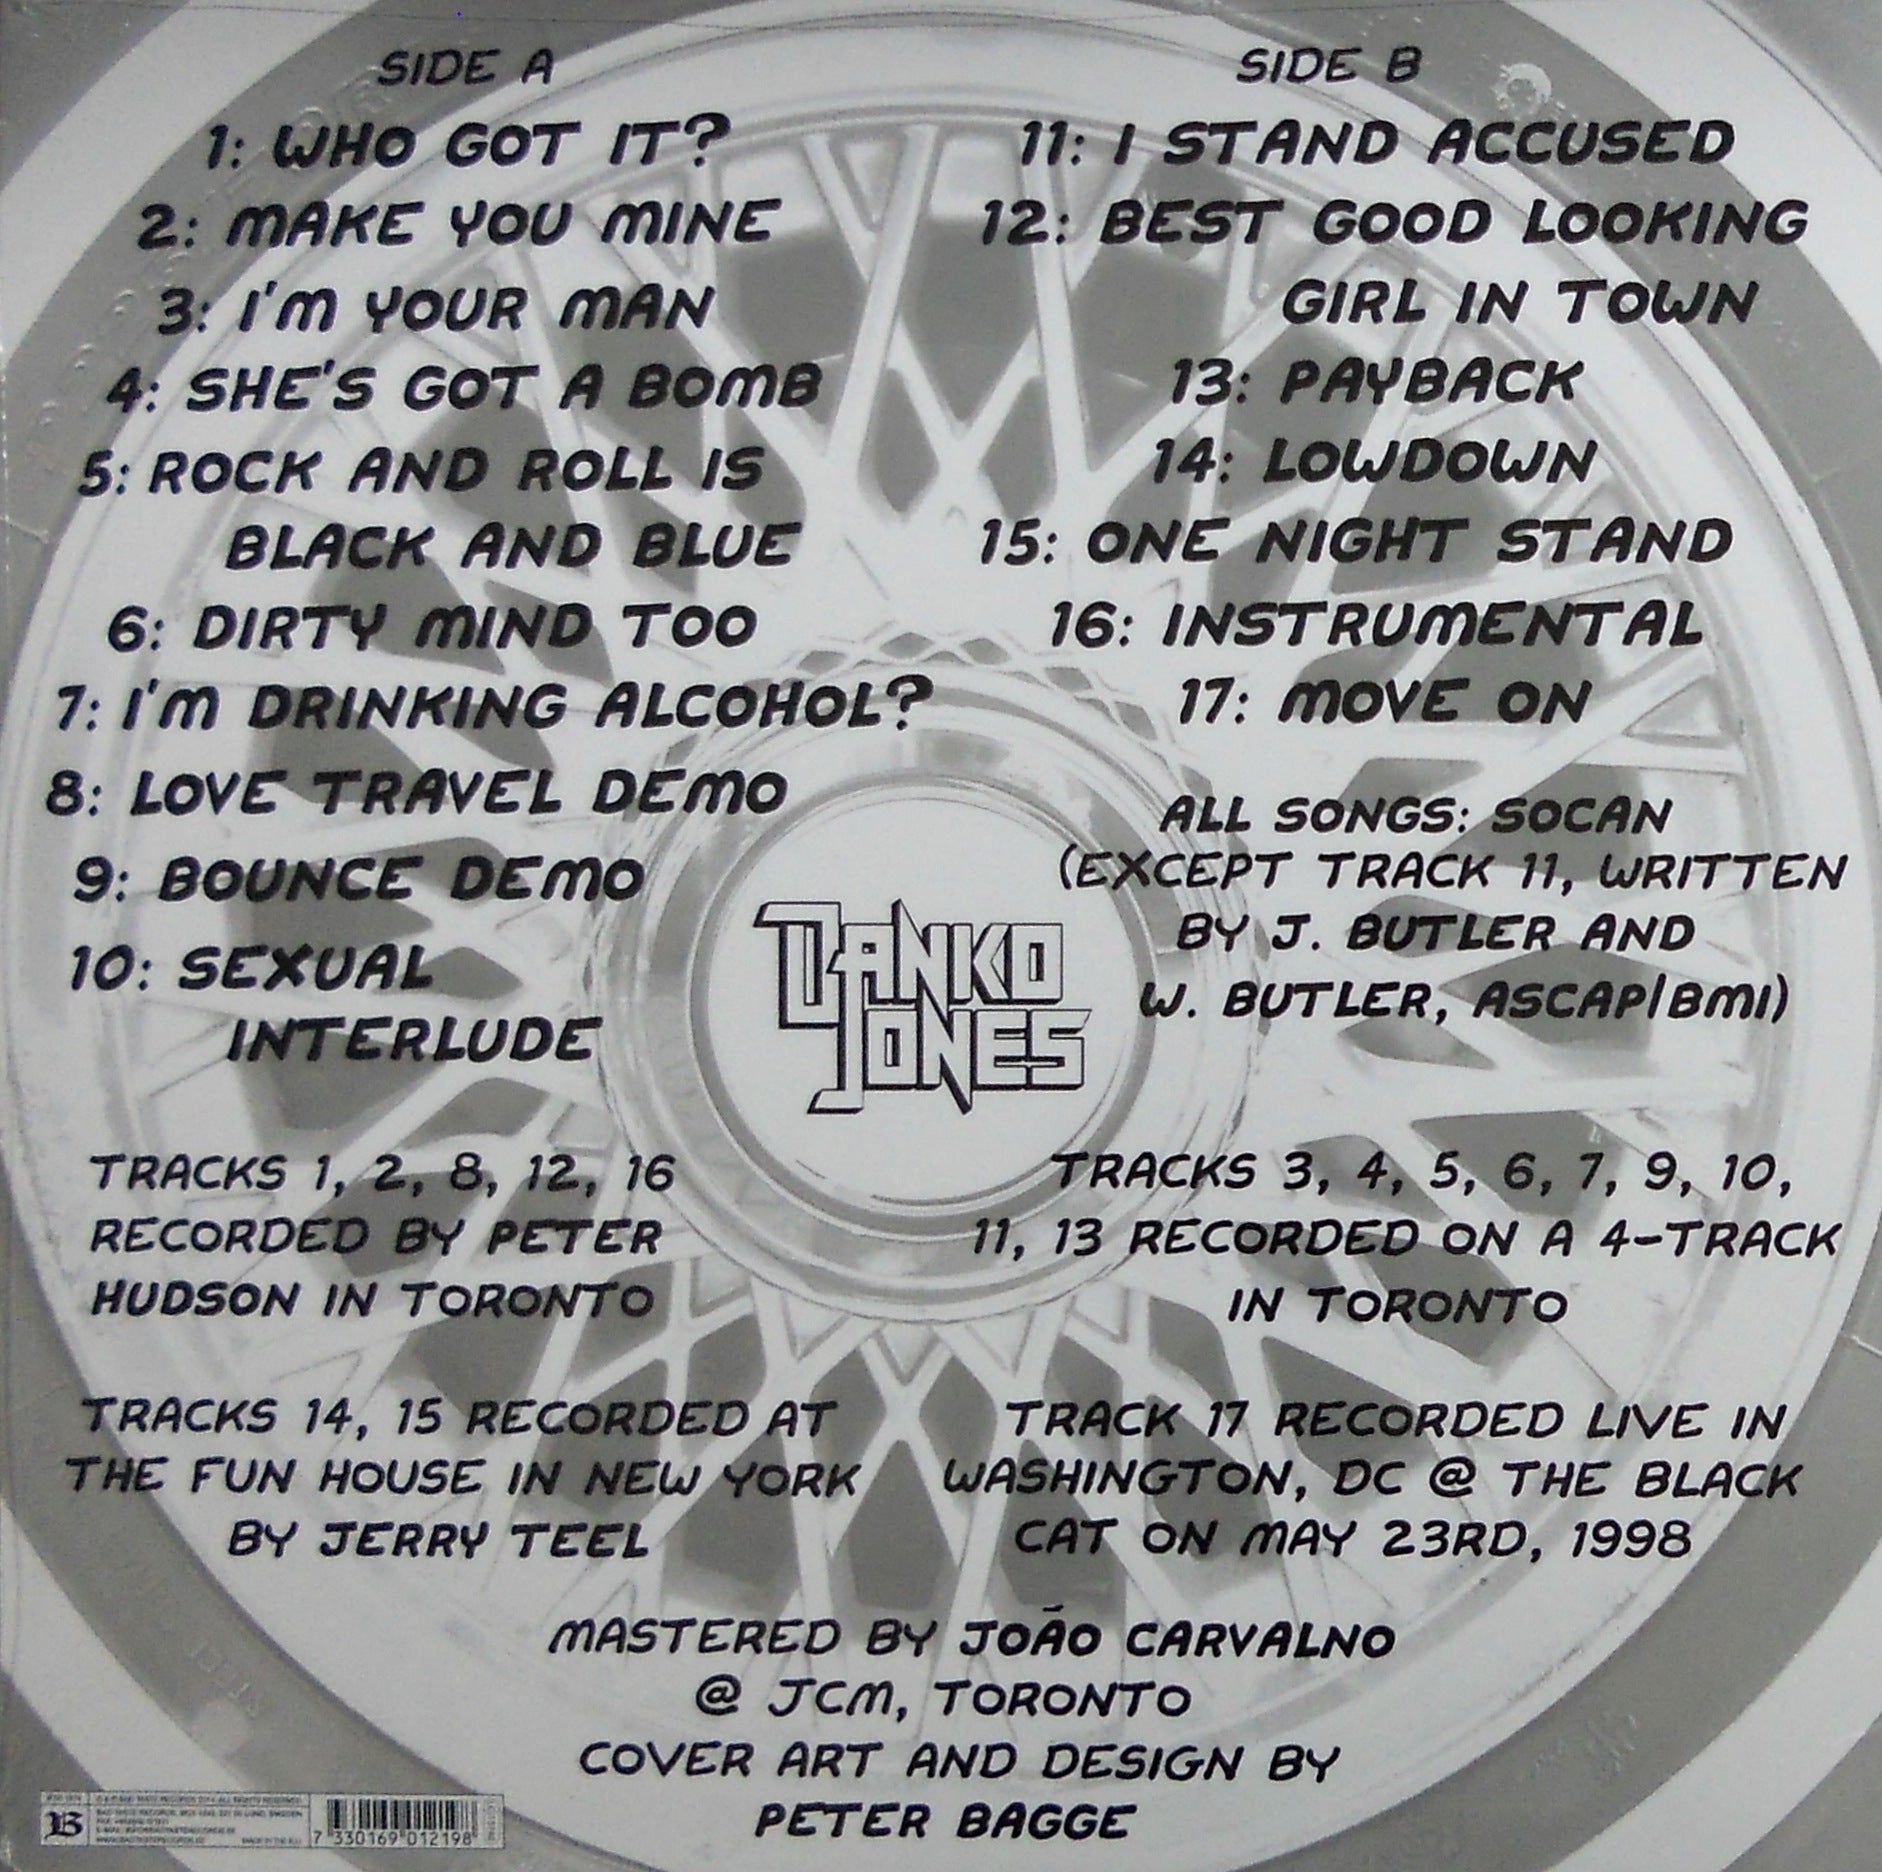 SIDE A
1: WHO GOT IT?
2: MAKE YOU MINE
3: I'M YOUR MAN
4: SHE'S GOT A BOMB
5: ROCK AND ROLL IS
BLACK AND BLUE
6: DIRTY MIND TOO
7: I'M DRINKING ALCOHOL?
8: LOVE TRAVEL DEMO
9: BOUNCE DEMO
10: SEXUAL
INTERLUDE
SIDE B
11: I STAND ACCUSED
12: BEST GOOD LOOKING
GIRL IN TOWN
13: PAYBACK
14: LOWDOWN
15: ONE NIGHT STAND
16: INSTRUMENTAL
17: MOVE ON
ALL SONGS: SOCAN
(EXCEPT TRACK 11, WRITTEN
BY J. BUTLER AND
W. BUTLER, ASCAP/BMI)
DANKO
JONES
TRACKS 1, 2, 8, 12, 16
RECORDED BY PETER
HUDSON IN TORONTO
TRACKS 3, 4, 5, 6, 7, 9, 10,
11, 13 RECORDED ON A 4-TRACK
IN TORONTO
TRACKS 14, 15 RECORDED AT
THE FUN HOUSE IN NEW YORK
BY JERRY TEEL
TRACK 17 RECORDED LIVE IN
WASHINGTON, DC @ THE BLACK
CAT ON MAY 23RD, 1998
MASTERED BY JOÃO CARVALNO
@ JCM, TORONTO
COVER ART AND DESIGN BY
PETER BAGGE
B
7 330169 012198